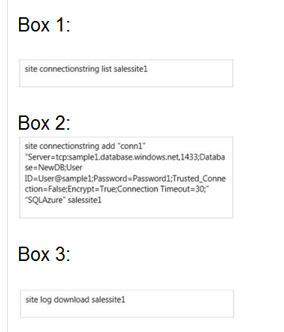 Box 1:
site connectionstring list salessite1
Box 2:
site connectionstring add "conn1"
"Server=tcp:sample1.database.windows.net,1433;Databa
se=NewDB;User
ID=User@sample1;Password=Password1;Trusted_Conne
ction=False;Encrypt=True;Connection Timeout=30;"
"SQLAzure" salessite1
Box 3:
site log download salessite1